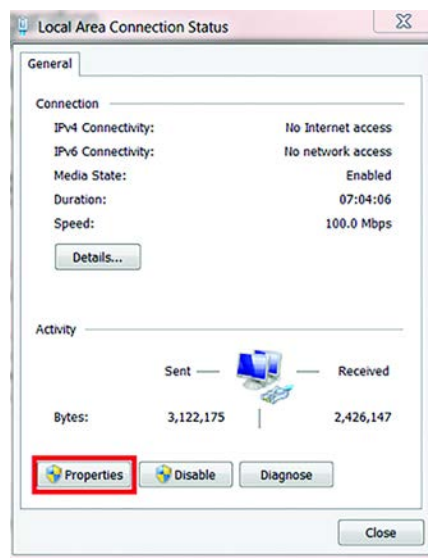 Local Area Connection Status
General
Connection
IPv4 Connectivity: No Internet access
IPv6 Connectivity: No network access
Media State: Enabled
Duration: 07:04:06
Speed: 100.0 Mbps
Details...
Activity
Sent Received
Bytes: 3,122,175 2,426,147
Properties Disable Diagnose
Close